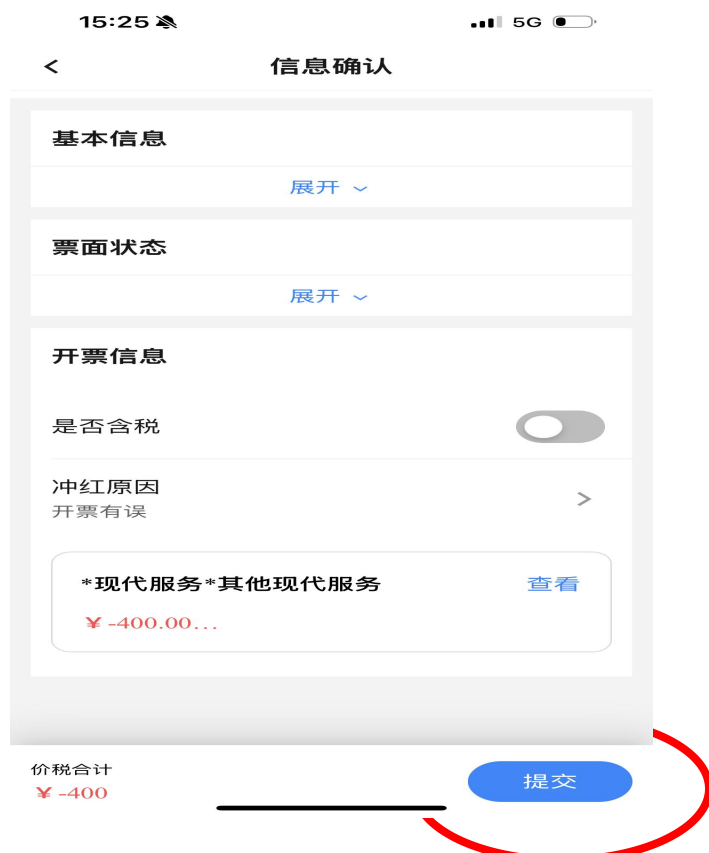 15:25
5G
信息确认
基本信息
展开
票面状态
展开
开票信息
是否含税
冲红原因
开票有误
*现代服务*其他现代服务
查看
¥ -400.00...
价税合计
¥ -400
提交